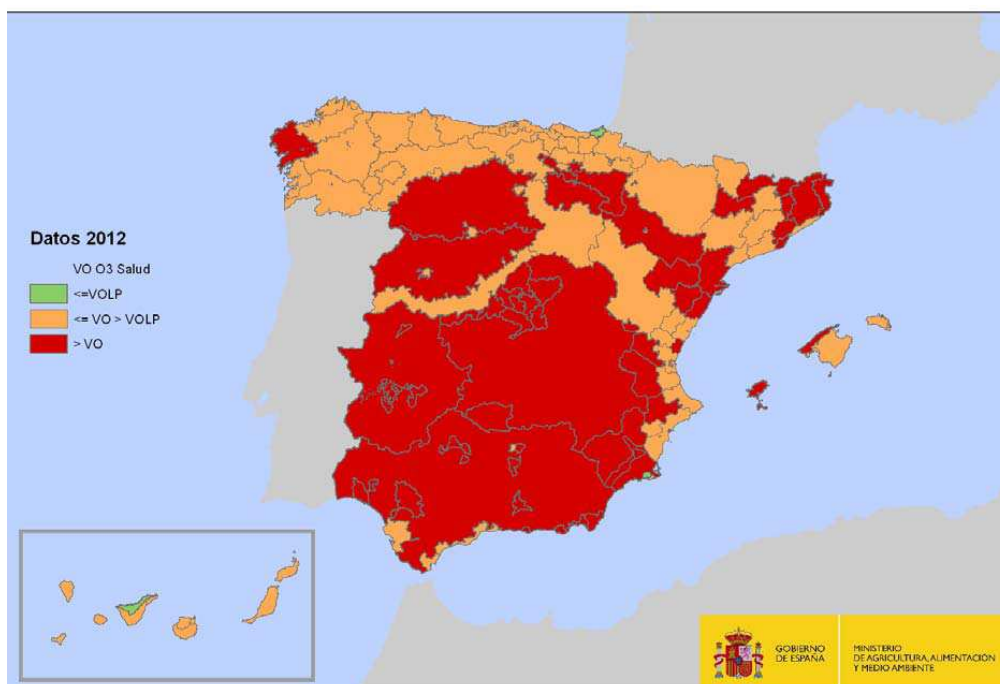 Datos 2012
VO O3 Salud
<=VOLP
<= VO > VOLP
> VO
GOBIERNO
DE ESPAÑA
MINISTERIO
DE AGRICULTURA, ALIMENTACIÓN
Y MEDIO AMBIENTE